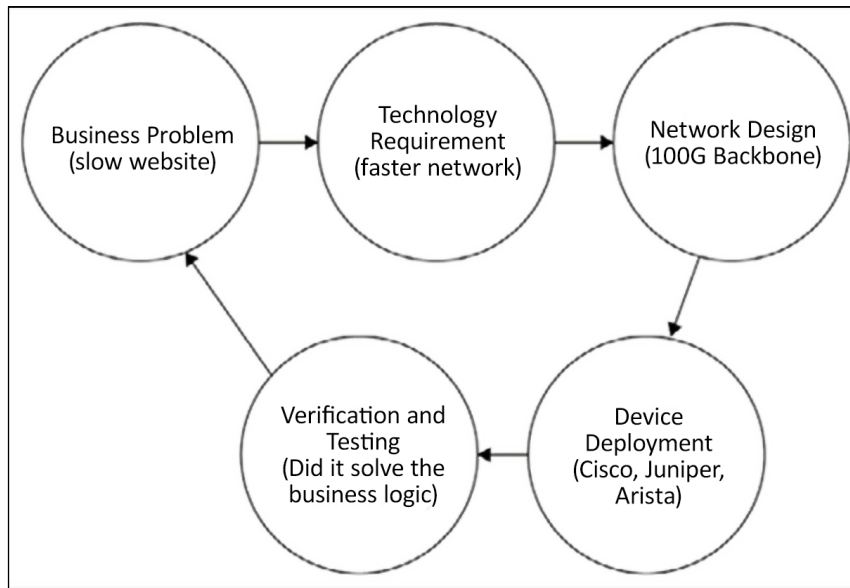 Business Problem
(slow website)
Technology
Requirement
(faster network)
Network Design
(100G Backbone)
Verification and
Testing
(Did it solve the
business logic)
Device
Deployment
(Cisco, Juniper,
Arista)